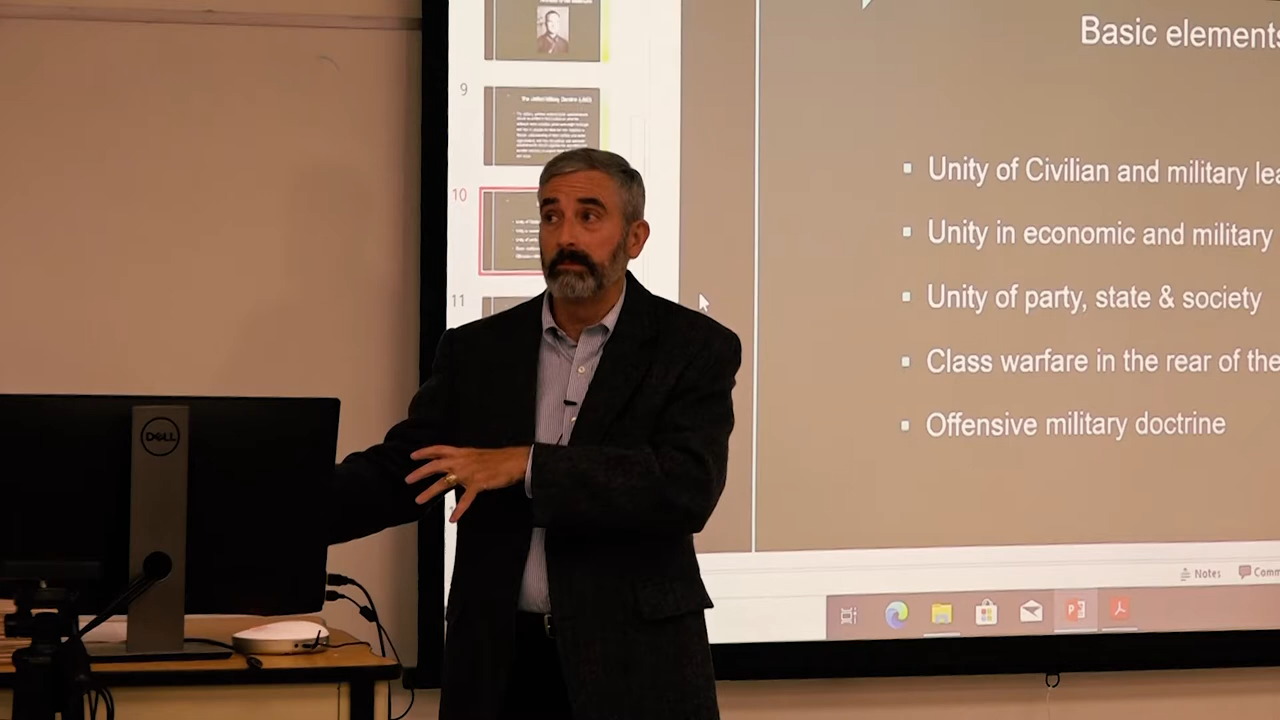 Basic elements
9
10
11
Unity of Civilian and military lea
Unity in economic and military
Unity of party, state & society
Class warfare in the rear of the
Offensive military doctrine
DELL
Notes
Comm